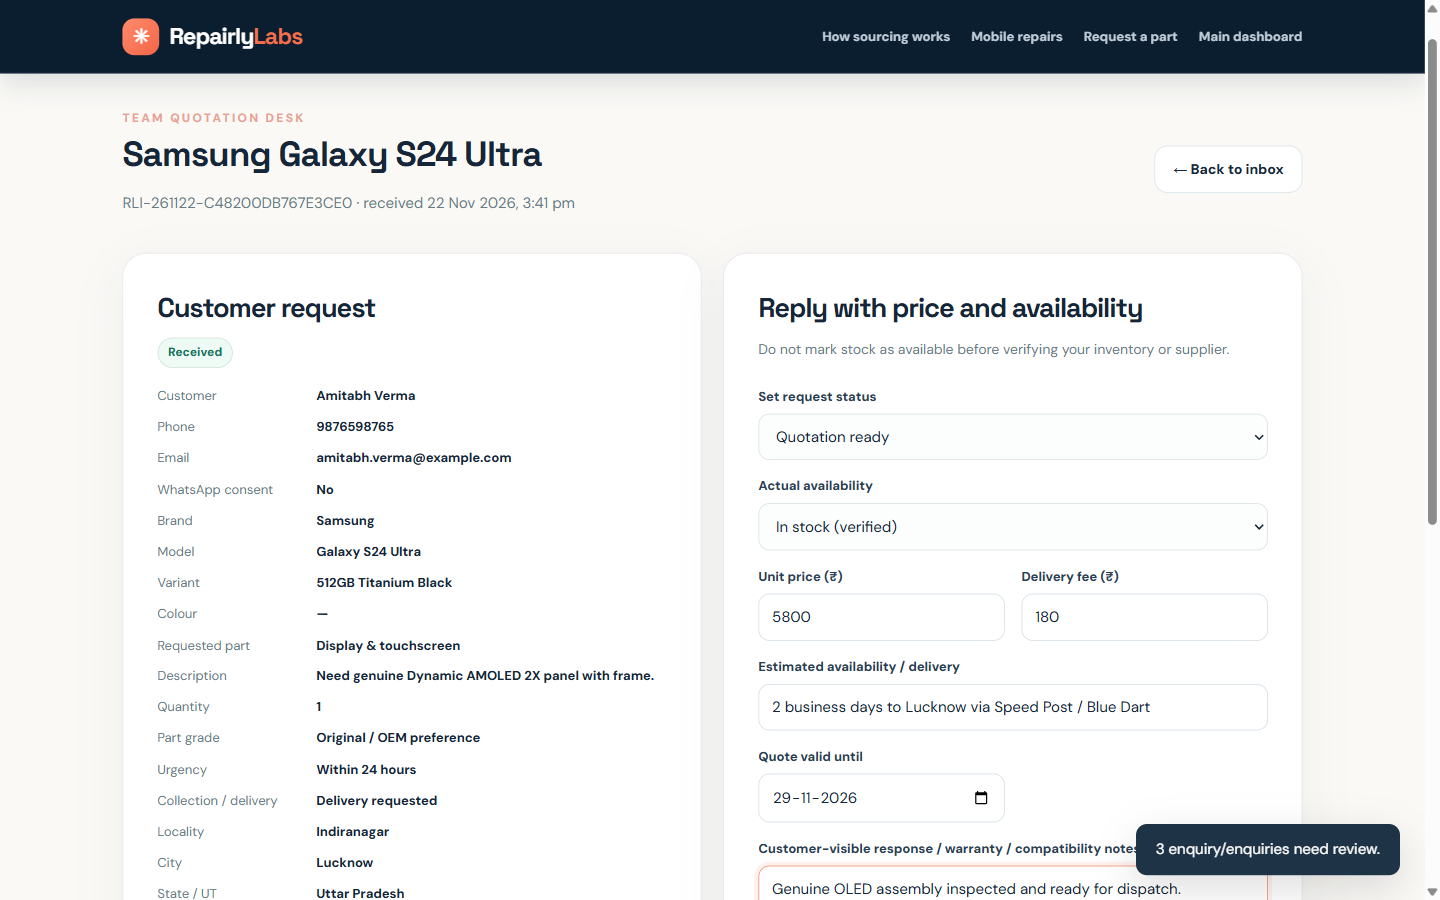 RepairlyLabs
How sourcing works
Mobile repairs
Request a part
Main dashboard
TEAM QUOTATION DESK
Samsung Galaxy S24 Ultra
RLI-261122-C48200DB767E3CE0 · received 22 Nov 2026, 3:41 pm
← Back to inbox
Customer request
Received
Customer Amitabh Verma
Phone 9876598765
Email amitabh.verma@example.com
WhatsApp consent No
Brand Samsung
Model Galaxy S24 Ultra
Variant 512GB Titanium Black
Colour —
Requested part Display & touchscreen
Description Need genuine Dynamic AMOLED 2X panel with frame.
Quantity 1
Part grade Original / OEM preference
Urgency Within 24 hours
Collection / delivery Delivery requested
Locality Indiranagar
City Lucknow
State / UT Uttar Pradesh
Reply with price and availability
Do not mark stock as available before verifying your inventory or supplier.
Set request status
Quotation ready
Actual availability
In stock (verified)
Unit price (₹) Delivery fee (₹)
5800 180
Estimated availability / delivery
2 business days to Lucknow via Speed Post / Blue Dart
Quote valid until
29-11-2026
Customer-visible response / warranty / compatibility notes
Genuine OLED assembly inspected and ready for dispatch.
3 enquiry/enquiries need review.